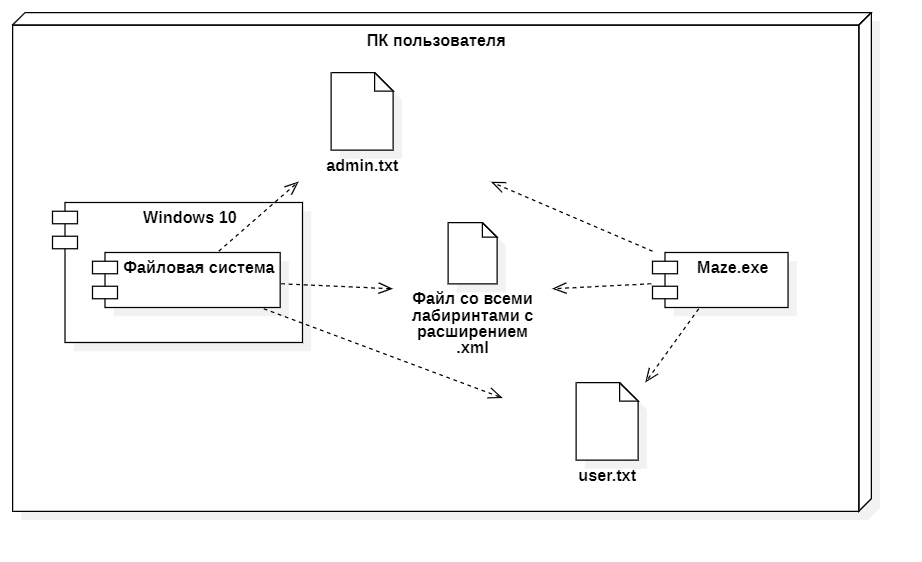 ПК пользователя
admin.txt
Windows 10
Файловая система
Maze.exe
Файл со всеми
лабиринтами с
расширением
.xml
user.txt